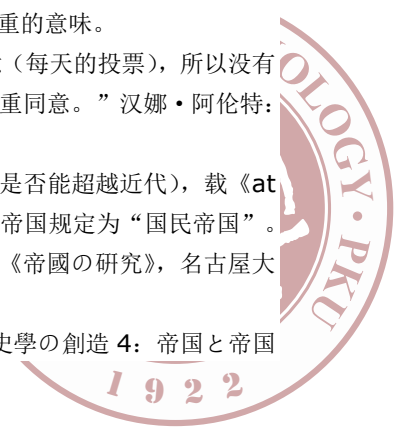 重的意味。
（每天的投票），所以没有
重同意。”汉娜·阿伦特：
是否能超越近代），载《at
帝国规定为“国民帝国”。
《帝國の研究》，名古屋大
史學の創造 4：帝国と帝国
OLOGY · PKU
1922